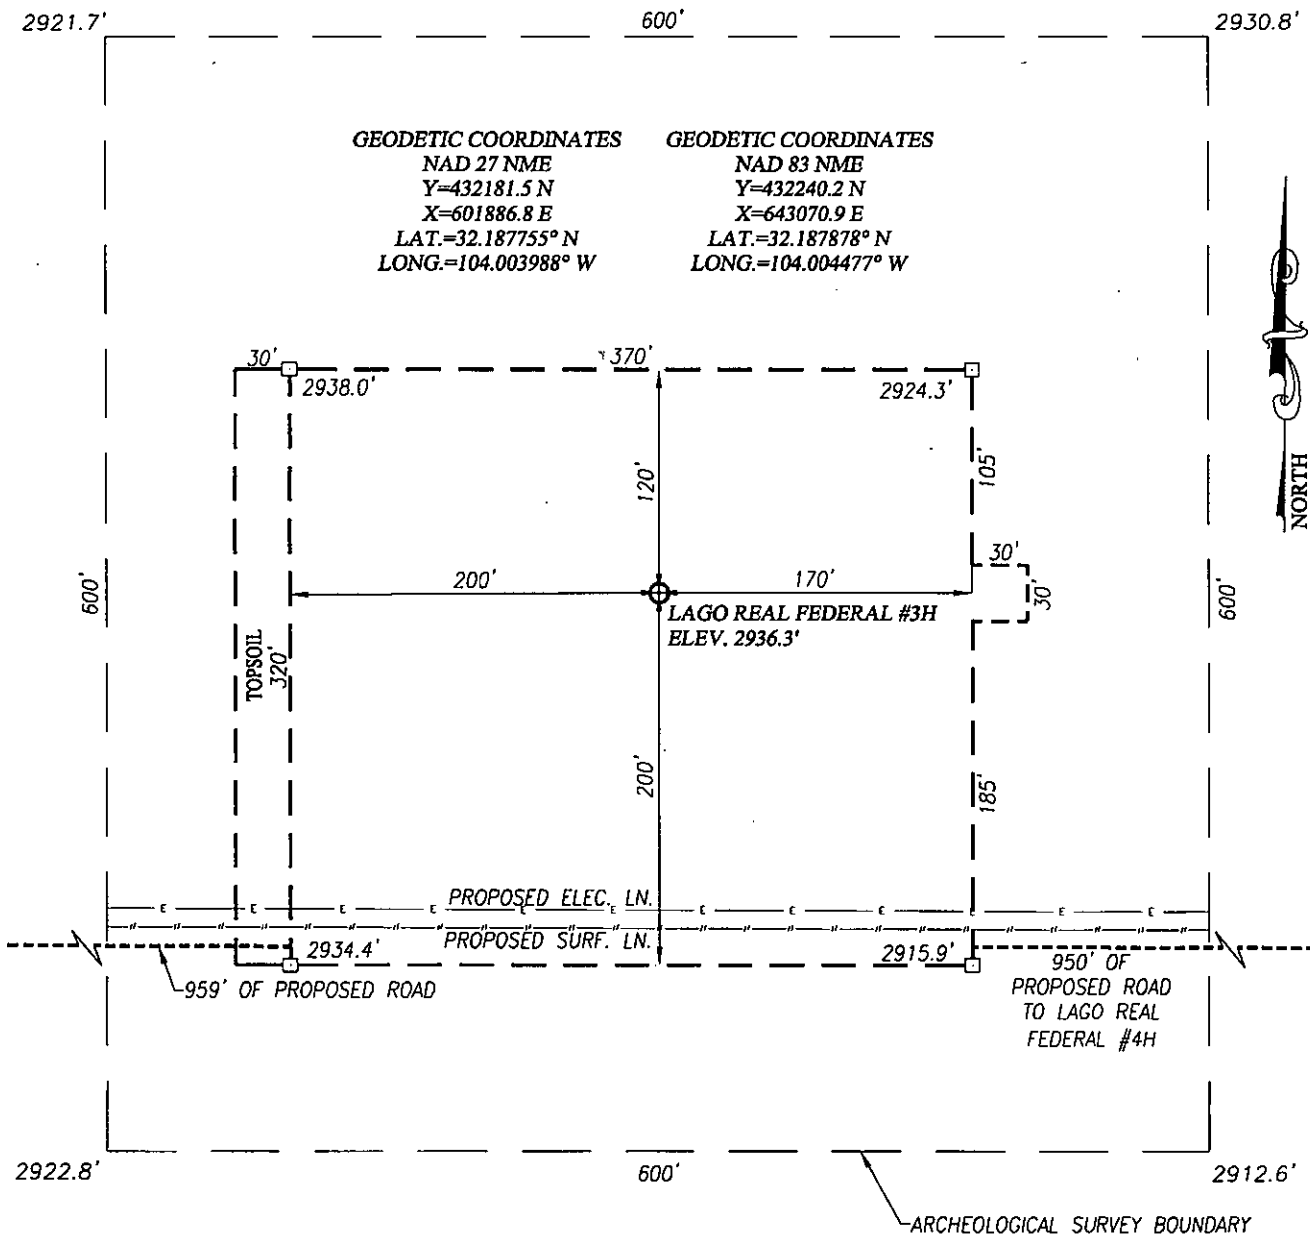 2921.7'
600'
2930.8'
GEODETIC COORDINATES
NAD 27 NME
Y=432181.5 N
X=601886.8 E
LAT.=32.187755° N
LONG.=104.003988° W
GEODETIC COORDINATES
NAD 83 NME
Y=432240.2 N
X=643070.9 E
LAT.=32.187878° N
LONG.=104.004477° W
NORTH
30'
370'
2938.0'
2924.3'
120'
105'
30'
30'
600'
200'
170'
600'
LAGO REAL FEDERAL #3H
ELEV. 2936.3'
TOPSOIL
320'
200'
185'
PROPOSED ELEC. LN.
E E E E E E E E E E E E
PROPOSED SURF. LN.
2934.4'
2915.9'
959' OF PROPOSED ROAD
950' OF
PROPOSED ROAD
TO LAGO REAL
FEDERAL #4H
2922.8'
600'
2912.6'
ARCHEOLOGICAL SURVEY BOUNDARY